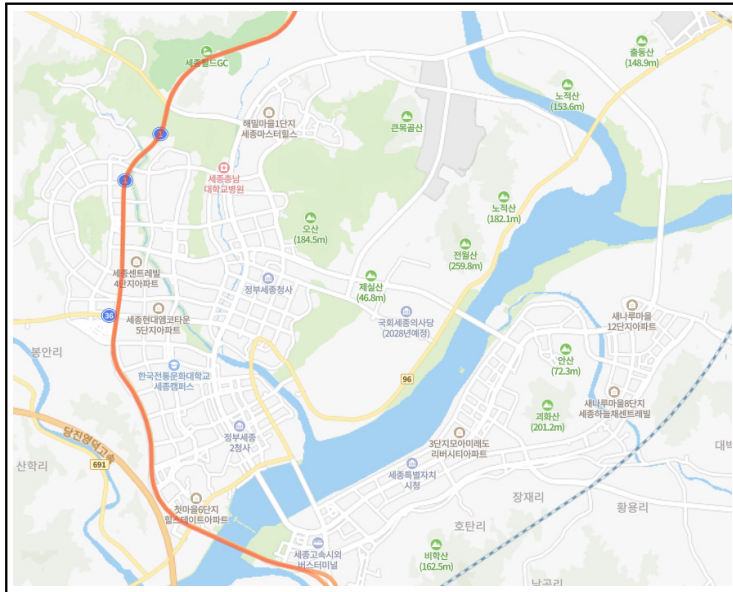 출동산
(148.9m)
세종필드GC
노적산
(153.6m)
큰목골산
해밀마을1단지
세종마스터힐스
1
세종충남
대학교병원
1
노적산
(182.1m)
오산
(184.5m)
전월산
(259.8m)
세종센트레빌
4단지아파트
정부세종청사
제실산
(46.8m)
36
세종현대엠코타운
5단지아파트
국회세종의사당
(2028년예정)
새나루마을
12단지아파트
봉안리
안산
(72.3m)
한국전통문화대학교
세종캠퍼스
96
새나루마을8단지
세종하늘채센트레빌
괴화산
(201.2m)
당진영덕고속
정부세종
2청사
3단지모아미래도
리버시티아파트
대박
산학리
691
세종특별자치
시청
첫마을6단지
힐스테이트아파트
장재리
황용리
호탄리
세종고속시외
버스터미널
비학산
(162.5m)
남곡리